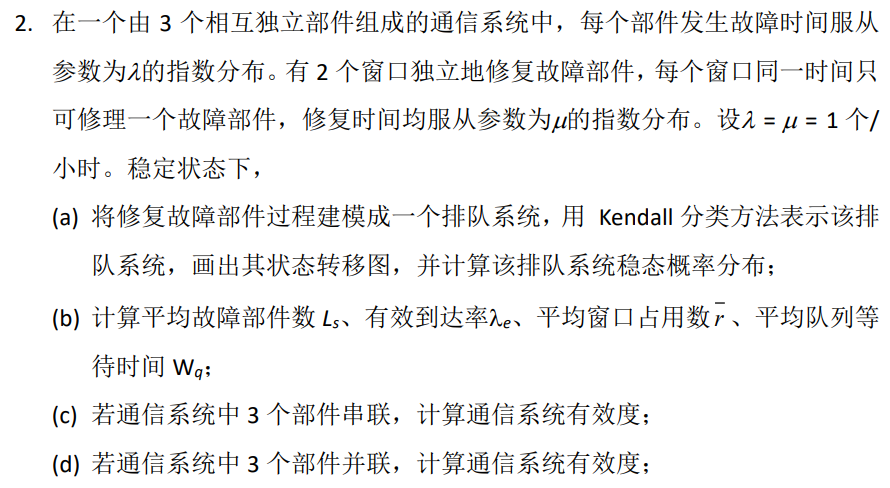 2. 在一个由 3 个相互独立部件组成的通信系统中，每个部件发生故障时间服从
参数为λ的指数分布。有 2 个窗口独立地修复故障部件，每个窗口同一时间只
可修理一个故障部件，修复时间均服从参数为μ的指数分布。设λ = μ = 1 个/
小时。稳定状态下，
(a) 将修复故障部件过程建模成一个排队系统，用 Kendall 分类方法表示该排
队系统，画出其状态转移图，并计算该排队系统稳态概率分布；
(b) 计算平均故障部件数 Ls、有效到达率λe、平均窗口占用数 r̄ 、平均队列等
待时间 Wq；
(c) 若通信系统中 3 个部件串联，计算通信系统有效度；
(d) 若通信系统中 3 个部件并联，计算通信系统有效度；